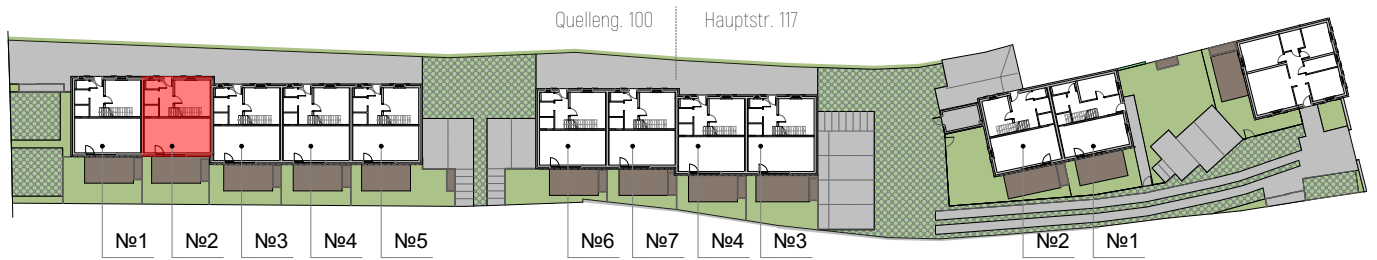 Quelleng. 100 Hauptstr. 117
№1 №2 №3 №4 №5 №6 №7 №4 №3 №2 №1